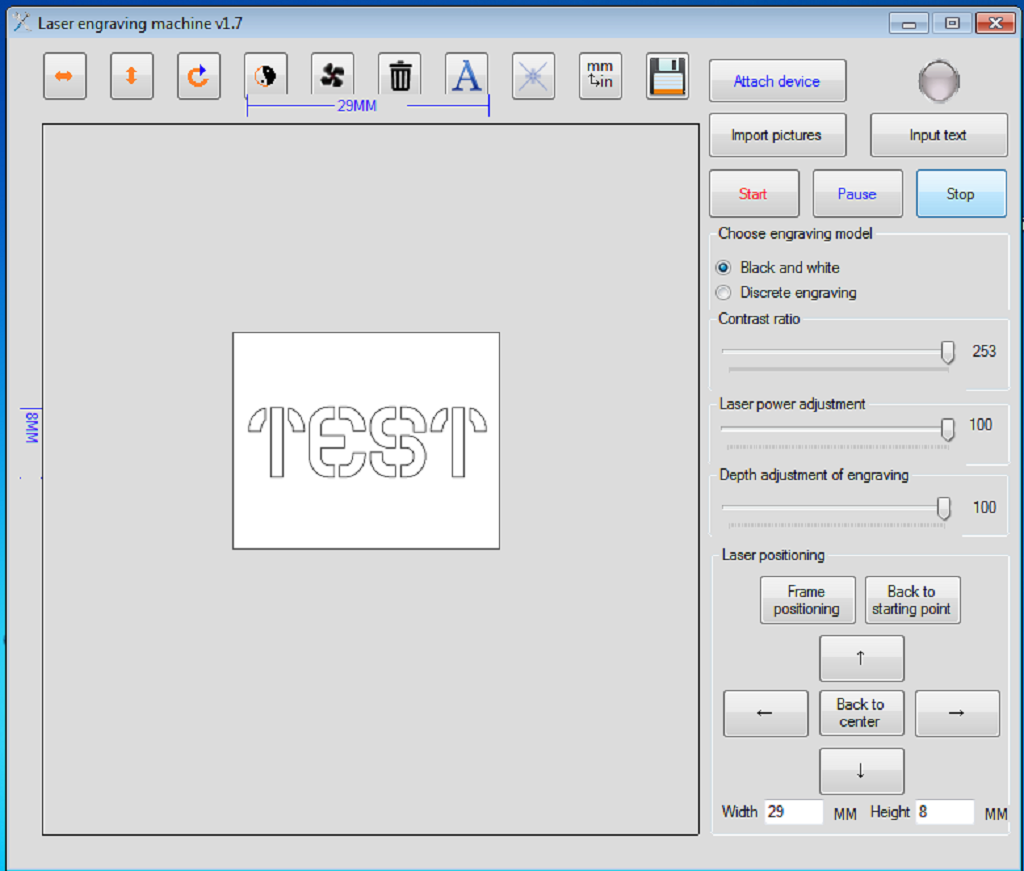 Laser engraving machine v1.7
A
mm
in
29MM
8MM
TEST
Attach device
Import pictures
Input text
Start
Pause
Stop
Choose engraving model
Black and white
Discrete engraving
Contrast ratio
253
Laser power adjustment
100
Depth adjustment of engraving
100
Laser positioning
Frame
positioning
Back to
starting point
↑
←
Back to
center
→
↓
Width 29 MM Height 8 MM